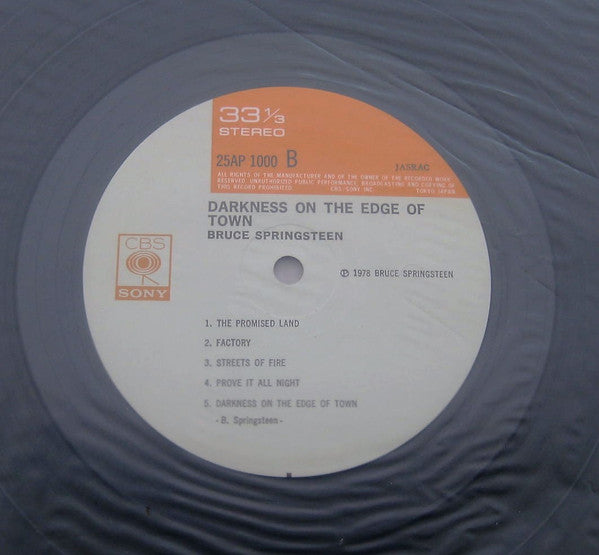 33 1/3
STEREO
25AP 1000 B
JASRAC
ALL RIGHTS OF THE MANUFACTURER AND OF THE OWNER OF THE RECORDED WORK
RESERVED. UNAUTHORIZED PUBLIC PERFORMANCE, BROADCASTING AND COPYING OF
THIS RECORD PROHIBITED CBS/SONY INC. TOKYO JAPAN
DARKNESS ON THE EDGE OF
TOWN
BRUCE SPRINGSTEEN
CBS
SONY
℗ 1978 BRUCE SPRINGSTEEN
1. THE PROMISED LAND
2. FACTORY
3. STREETS OF FIRE
4. PROVE IT ALL NIGHT
5. DARKNESS ON THE EDGE OF TOWN
-B. Springsteen-